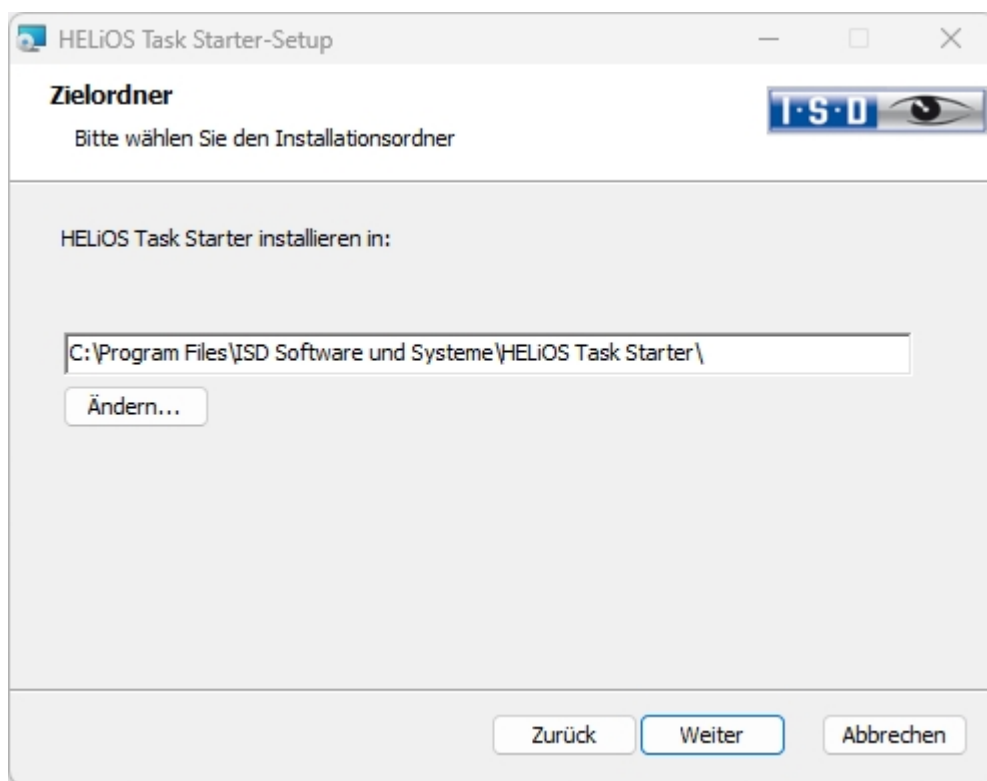 HELiOS Task Starter-Setup
Zielordner
I·S·D
Bitte wählen Sie den Installationsordner
HELiOS Task Starter installieren in:
C:\Program Files\ISD Software und Systeme\HELiOS Task Starter\
Ändern...
Zurück Weiter Abbrechen